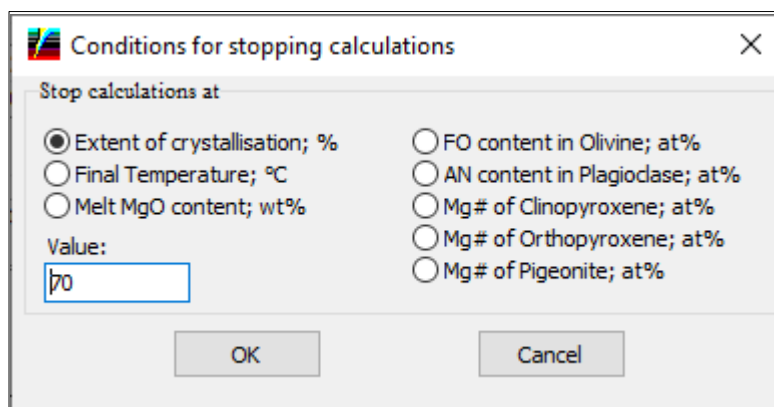 Conditions for stopping calculations
Stop calculations at
Extent of crystallisation; %
Final Temperature; ºC
Melt MgO content; wt%
Value:
70
FO content in Olivine; at%
AN content in Plagioclase; at%
Mg# of Clinopyroxene; at%
Mg# of Orthopyroxene; at%
Mg# of Pigeonite; at%
OK
Cancel